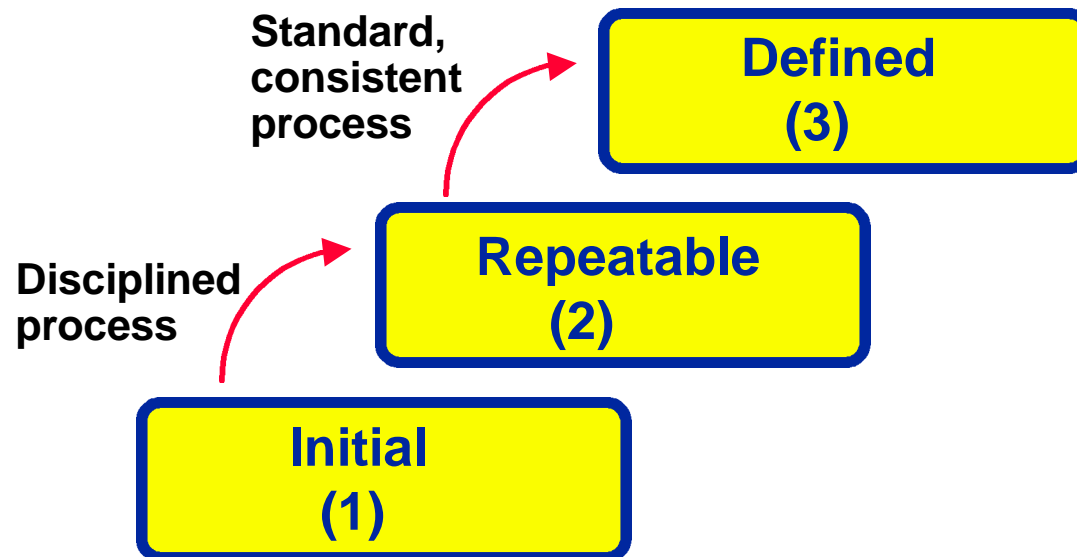 Standard,
consistent
process
Defined
(3)
Disciplined
process
Repeatable
(2)
Initial
(1)